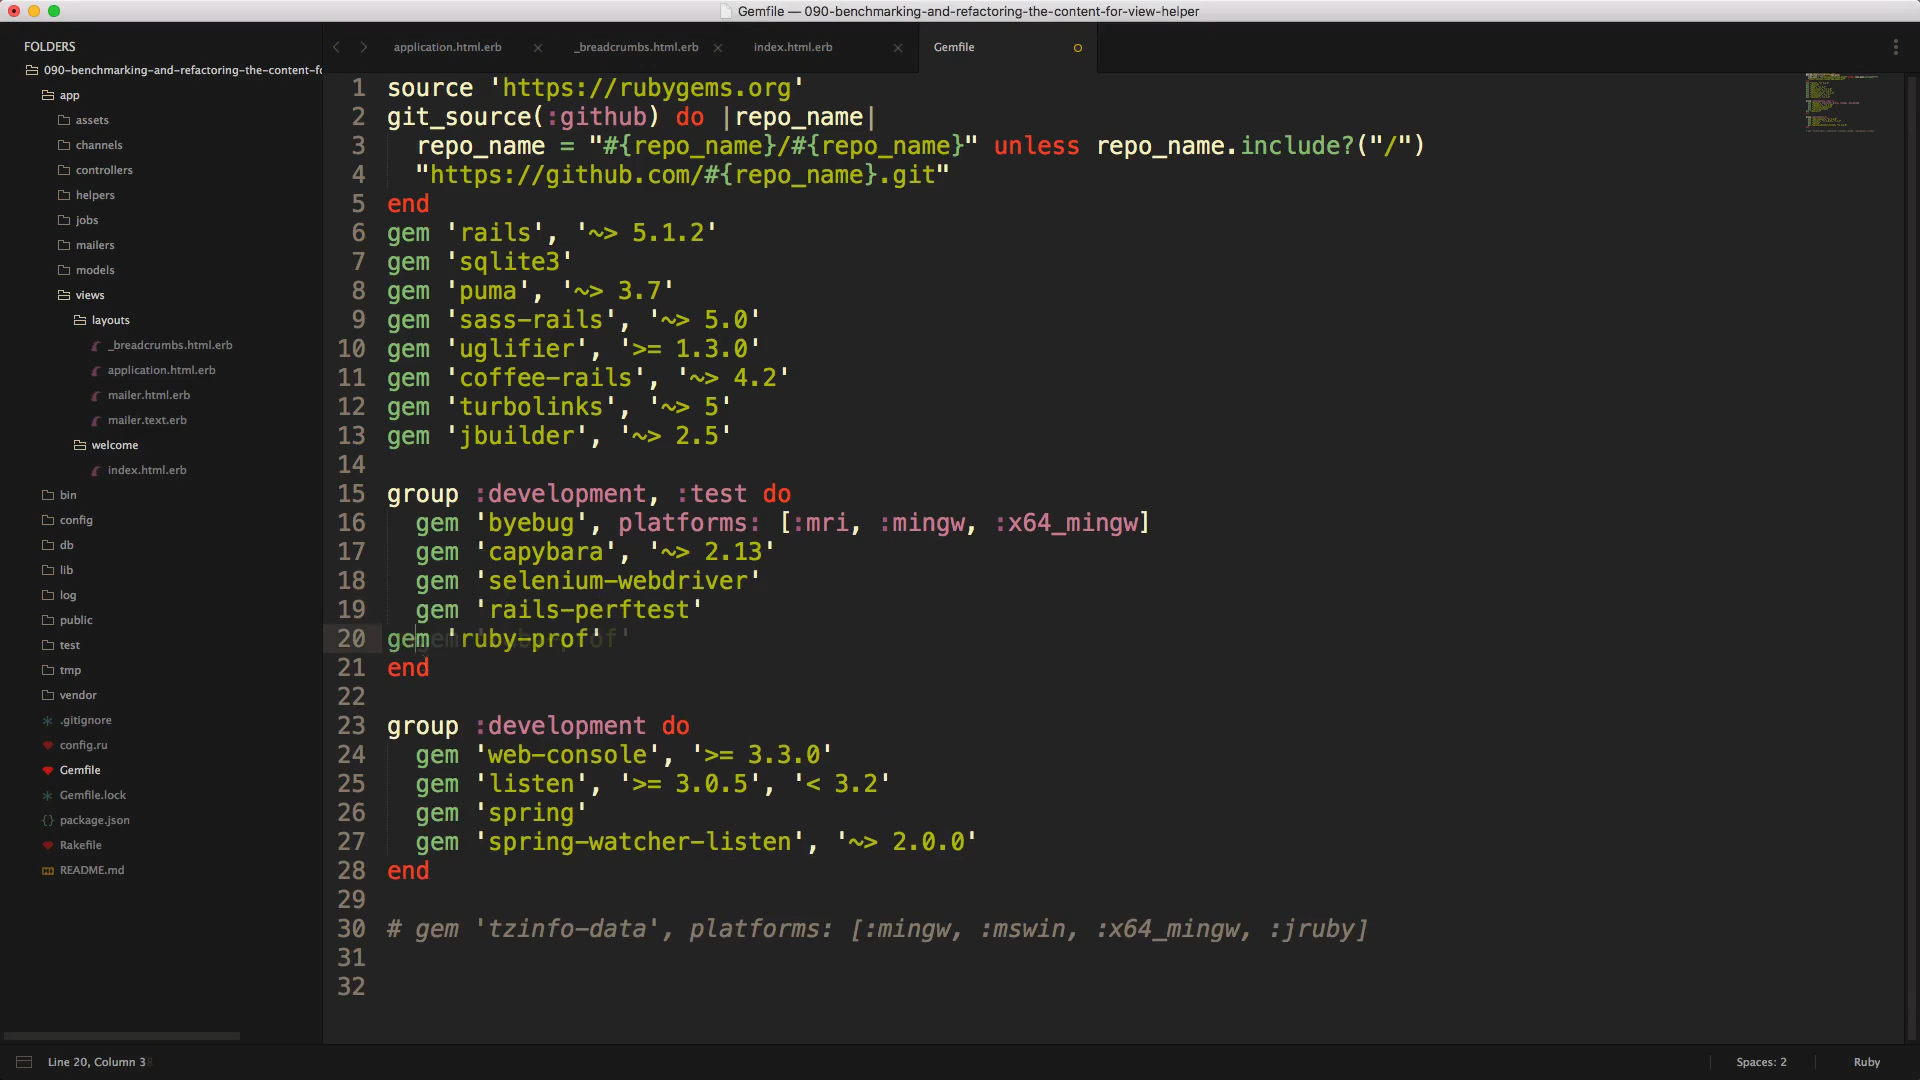 Gemfile — 090-benchmarking-and-refactoring-the-content-for-view-helper
FOLDERS
090-benchmarking-and-refactoring-the-content-fo
app
assets
channels
controllers
helpers
jobs
mailers
models
views
layouts
_breadcrumbs.html.erb
application.html.erb
mailer.html.erb
mailer.text.erb
welcome
index.html.erb
bin
config
db
lib
log
public
test
tmp
vendor
.gitignore
config.ru
Gemfile
Gemfile.lock
package.json
Rakefile
README.md
application.html.erb
_breadcrumbs.html.erb
index.html.erb
Gemfile
1 source 'https://rubygems.org'
2 git_source(:github) do |repo_name|
3 repo_name = "#{repo_name}/#{repo_name}" unless repo_name.include?("/")
4 "https://github.com/#{repo_name}.git"
5 end
6 gem 'rails', '~> 5.1.2'
7 gem 'sqlite3'
8 gem 'puma', '~> 3.7'
9 gem 'sass-rails', '~> 5.0'
10 gem 'uglifier', '>= 1.3.0'
11 gem 'coffee-rails', '~> 4.2'
12 gem 'turbolinks', '~> 5'
13 gem 'jbuilder', '~> 2.5'
14
15 group :development, :test do
16 gem 'byebug', platforms: [:mri, :mingw, :x64_mingw]
17 gem 'capybara', '~> 2.13'
18 gem 'selenium-webdriver'
19 gem 'rails-perftest'
20 gem 'ruby-prof'
21 end
22
23 group :development do
24 gem 'web-console', '>= 3.3.0'
25 gem 'listen', '>= 3.0.5', '< 3.2'
26 gem 'spring'
27 gem 'spring-watcher-listen', '~> 2.0.0'
28 end
29
30 # gem 'tzinfo-data', platforms: [:mingw, :mswin, :x64_mingw, :jruby]
31
32
Line 20, Column 3
Spaces: 2
Ruby